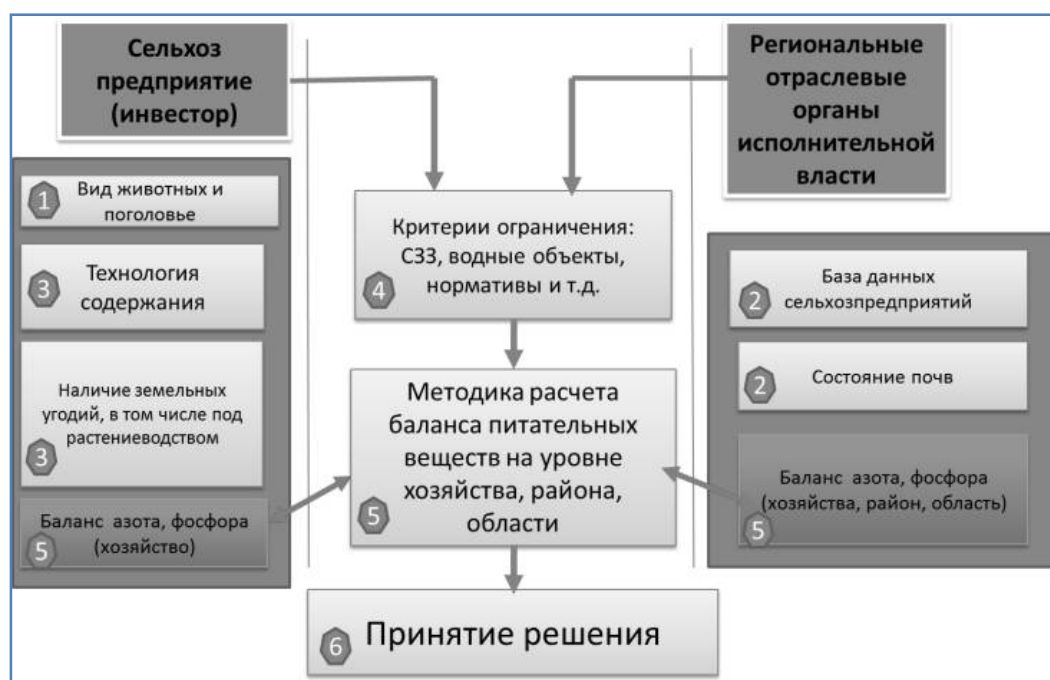 Сельхоз
предприятие
(инвестор)
1
Вид животных и
поголовье
3
Технология
содержания
Наличие земельных
угодий, в том числе под
растениеводством
3
Баланс азота, фосфора
(хозяйство)
5
Критерии ограничения:
СЗЗ, водные объекты,
нормативы и т.д.
4
Методика расчета
баланса питательных
веществ на уровне
хозяйства, района,
области
5
6
Принятие решения
Региональные
отраслевые
органы
исполнительной
власти
База данных
сельхозпредприятий
2
Состояние почв
2
Баланс азота, фосфора
(хозяйства, район, область)
5